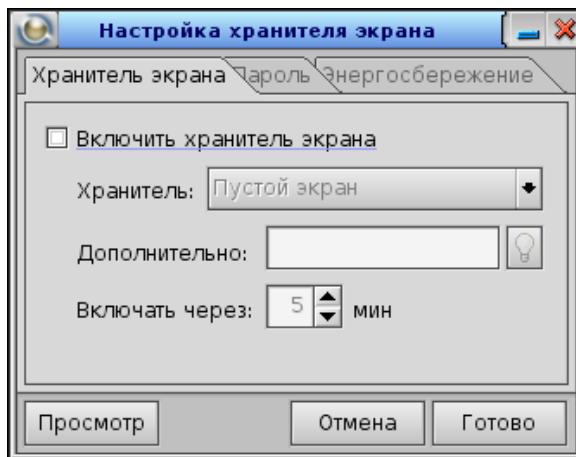 Настройка хранителя экрана
Хранитель экрана Пароль Энергосбережение
Включить хранитель экрана
Хранитель: Пустой экран
Дополнительно:
Включать через: 5 мин
Просмотр Отмена Готово